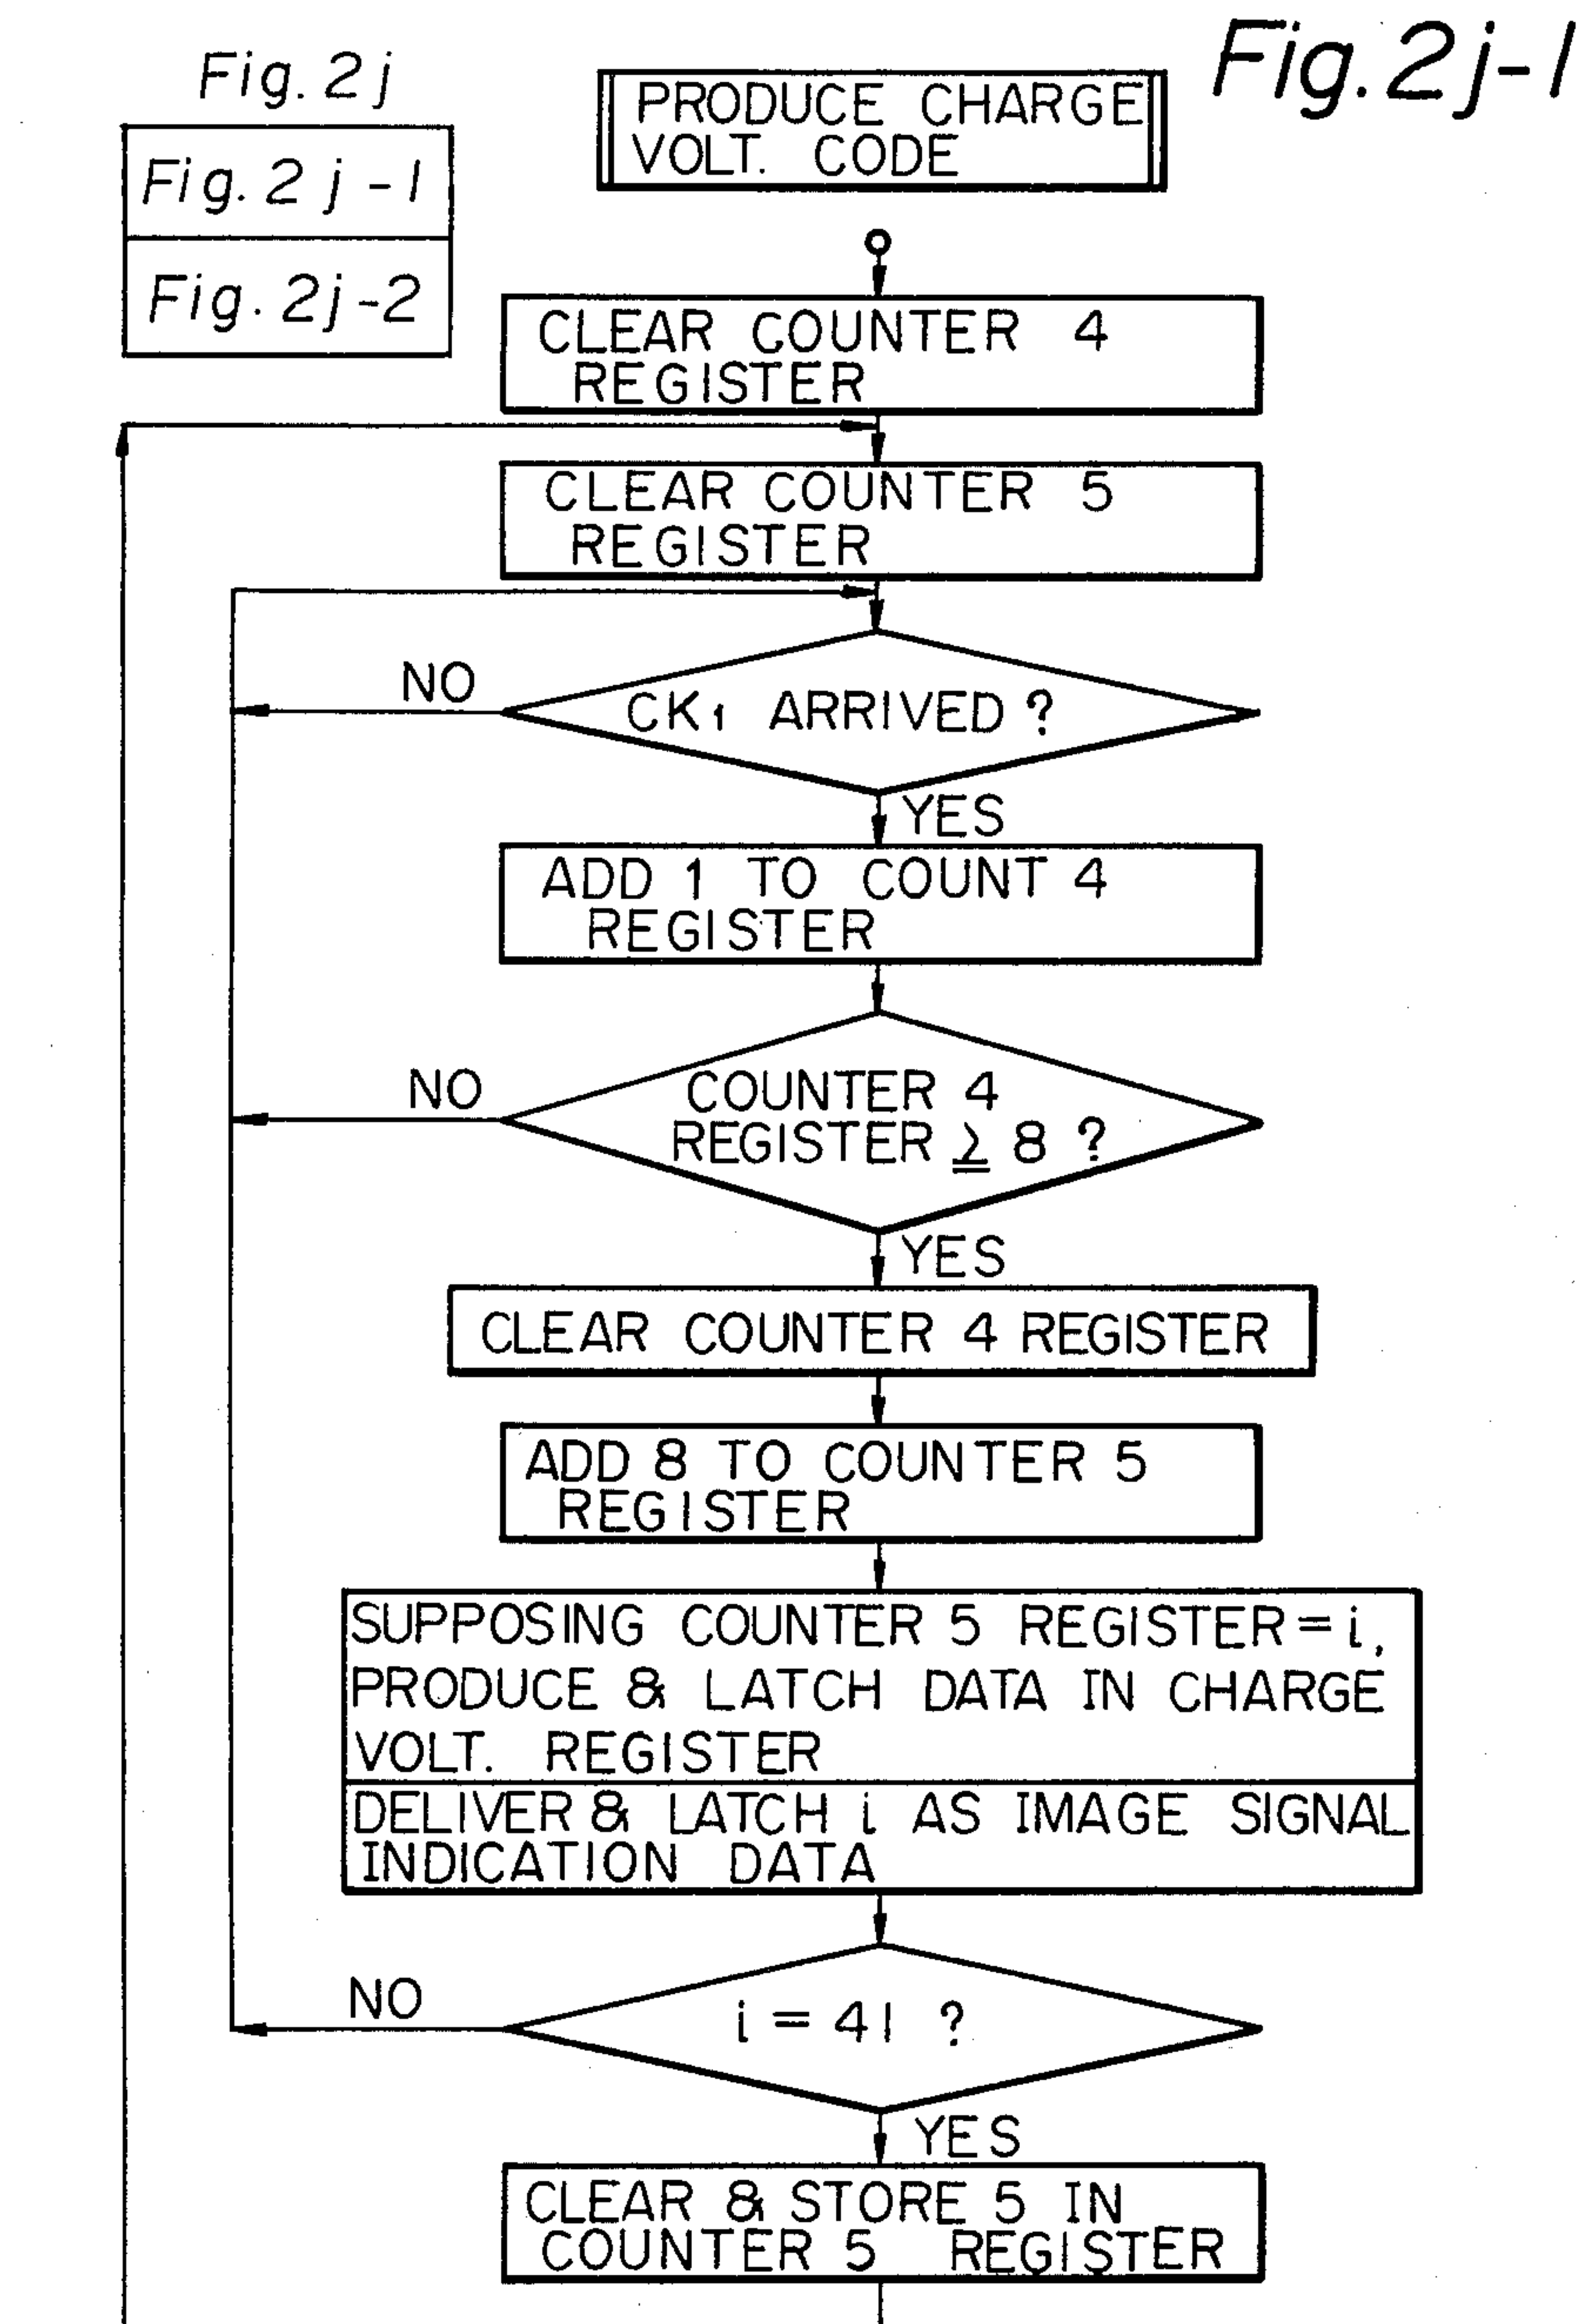 Fig. 2j-1
Fig. 2j
Fig. 2j-1
Fig. 2j-2
PRODUCE CHARGE
VOLT. CODE
CLEAR COUNTER 4
REGISTER
CLEAR COUNTER 5
REGISTER
NO
CK1 ARRIVED ?
YES
ADD 1 TO COUNT 4
REGISTER
NO
COUNTER 4
REGISTER ≧ 8 ?
YES
CLEAR COUNTER 4 REGISTER
ADD 8 TO COUNTER 5
REGISTER
SUPPOSING COUNTER 5 REGISTER = i,
PRODUCE & LATCH DATA IN CHARGE
VOLT. REGISTER
DELIVER & LATCH i AS IMAGE SIGNAL
INDICATION DATA
NO
i = 41 ?
YES
CLEAR & STORE 5 IN
COUNTER 5 REGISTER